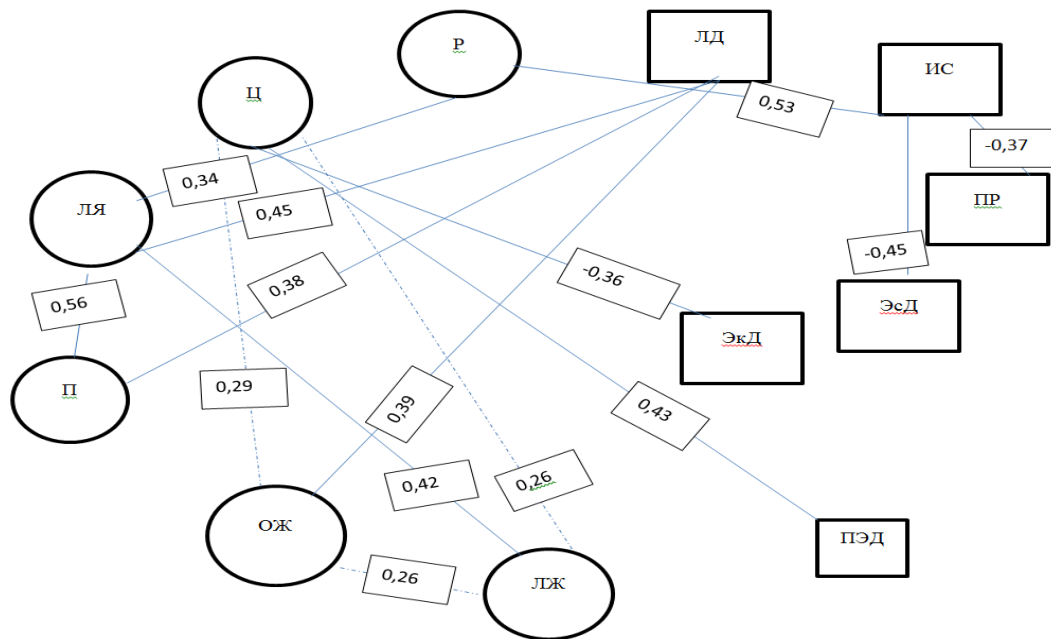 Р
ЛД
ИС
Ц
0,53
-0,37
0,34
ПР
ЛЯ
0,45
-0,45
0,38
-0,36
0,56
ЭсД
ЭкД
П
0,29
0,39
0,43
0,42
0,26
ОЖ
ПЭД
0,26
ЛЖ